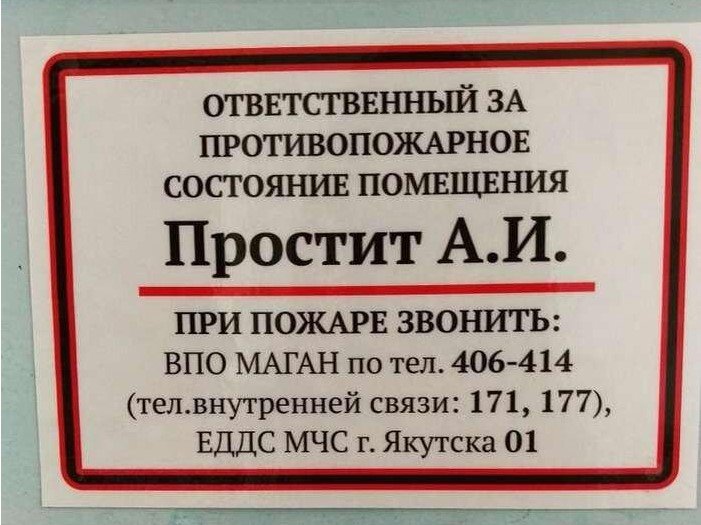 ОТВЕТСТВЕННЫЙ ЗА
ПРОТИВОПОЖАРНОЕ
СОСТОЯНИЕ ПОМЕЩЕНИЯ
Простит А.И.
ПРИ ПОЖАРЕ ЗВОНИТЬ:
ВПО МАГАН по тел. 406-414
(тел.внутренней связи: 171, 177),
ЕДДС МЧС г. Якутска 01